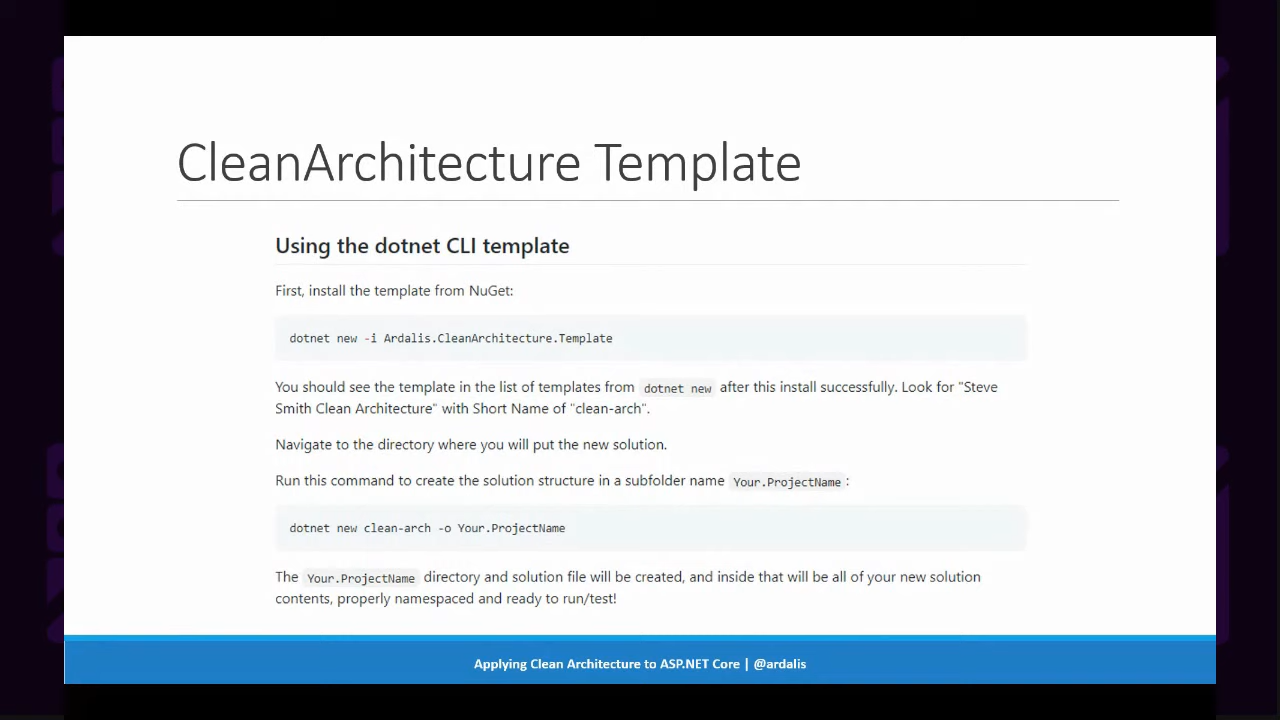 CleanArchitecture Template
Using the dotnet CLI template
First, install the template from NuGet:
dotnet new -i Ardalis.CleanArchitecture.Template
You should see the template in the list of templates from dotnet new after this install successfully. Look for "Steve
Smith Clean Architecture" with Short Name of "clean-arch".
Navigate to the directory where you will put the new solution.
Run this command to create the solution structure in a subfolder name Your.ProjectName:
dotnet new clean-arch -o Your.ProjectName
The Your.ProjectName directory and solution file will be created, and inside that will be all of your new solution
contents, properly namespaced and ready to run/test!
Applying Clean Architecture to ASP.NET Core | @ardalis